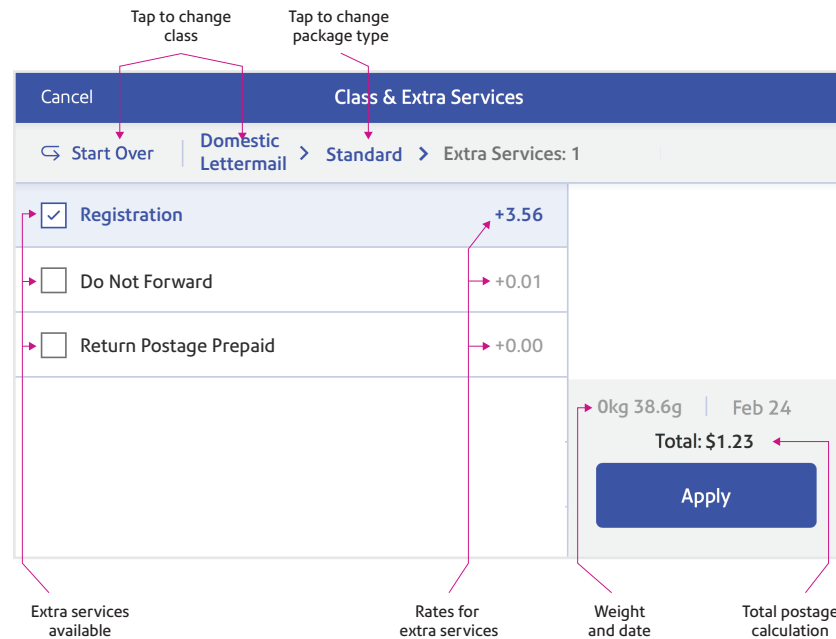 Tap to change
class
Tap to change
package type
Cancel
Class & Extra Services
Start Over
Domestic
Lettermail
Standard
Extra Services: 1
Registration
+3.56
Do Not Forward
+0.01
Return Postage Prepaid
+0.00
0kg 38.6g
Feb 24
Total: $1.23
Apply
Extra services
available
Rates for
extra services
Weight
and date
Total postage
calculation